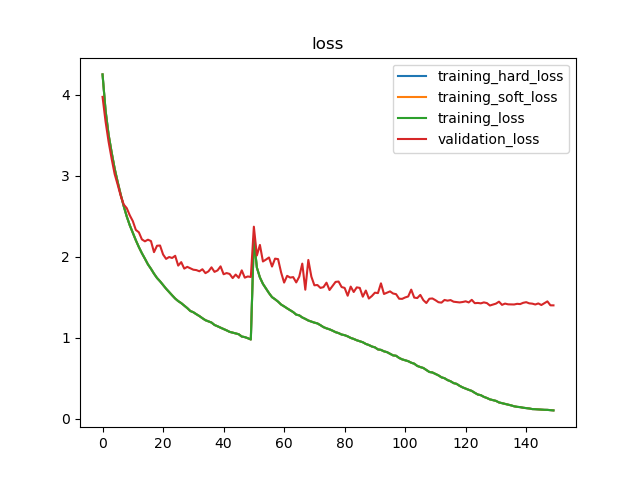 loss
training_hard_loss
training_soft_loss
training_loss
validation_loss
4
3
2
1
0
0 20 40 60 80 100 120 140